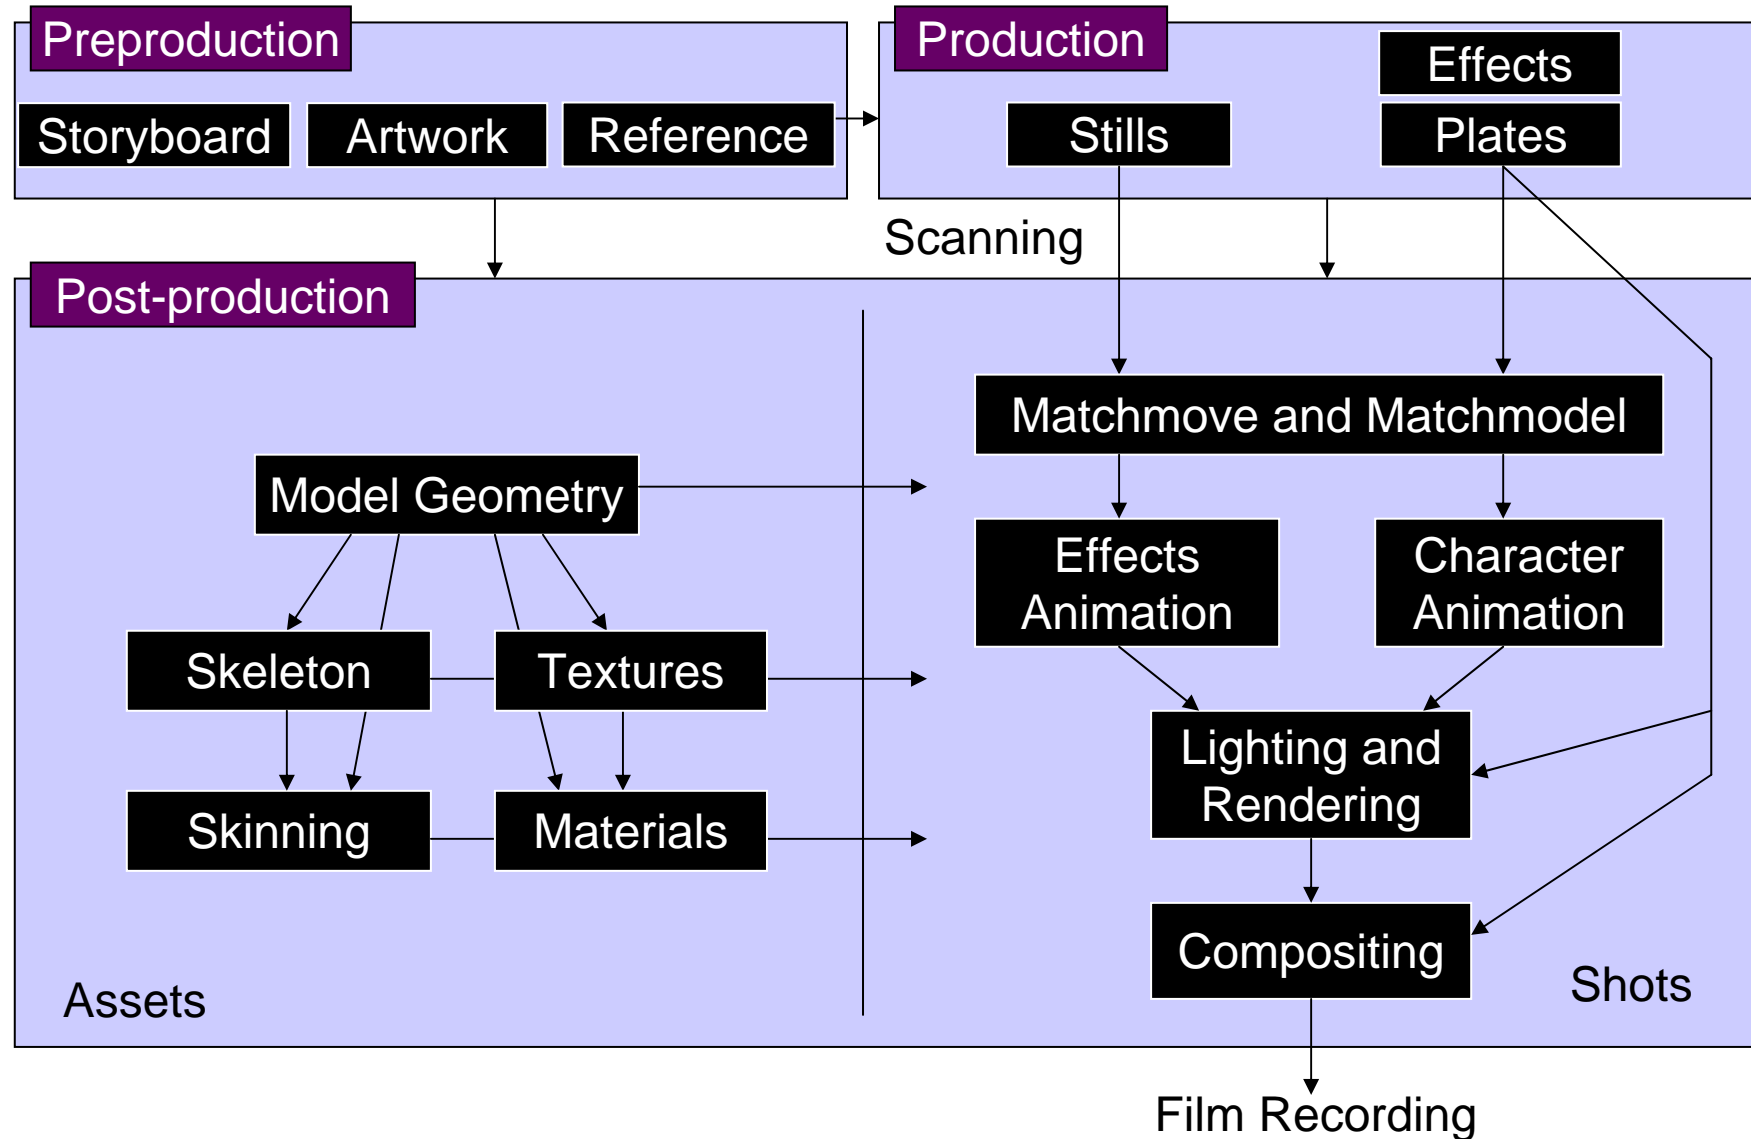 Preproduction
Storyboard
Artwork
Reference
Production
Effects
Stills
Plates
Scanning
Post-production
Model Geometry
Skeleton
Textures
Skinning
Materials
Assets
Matchmove and Matchmodel
Effects
Animation
Character
Animation
Lighting and
Rendering
Compositing
Shots
Film Recording